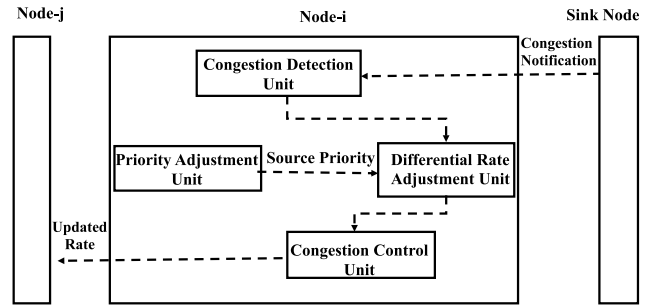 Node-j
Node-i
Sink Node
Congestion
Notification
Congestion Detection
Unit
Priority Adjustment
Unit
Source Priority
Differential Rate
Adjustment Unit
Updated
Rate
Congestion Control
Unit